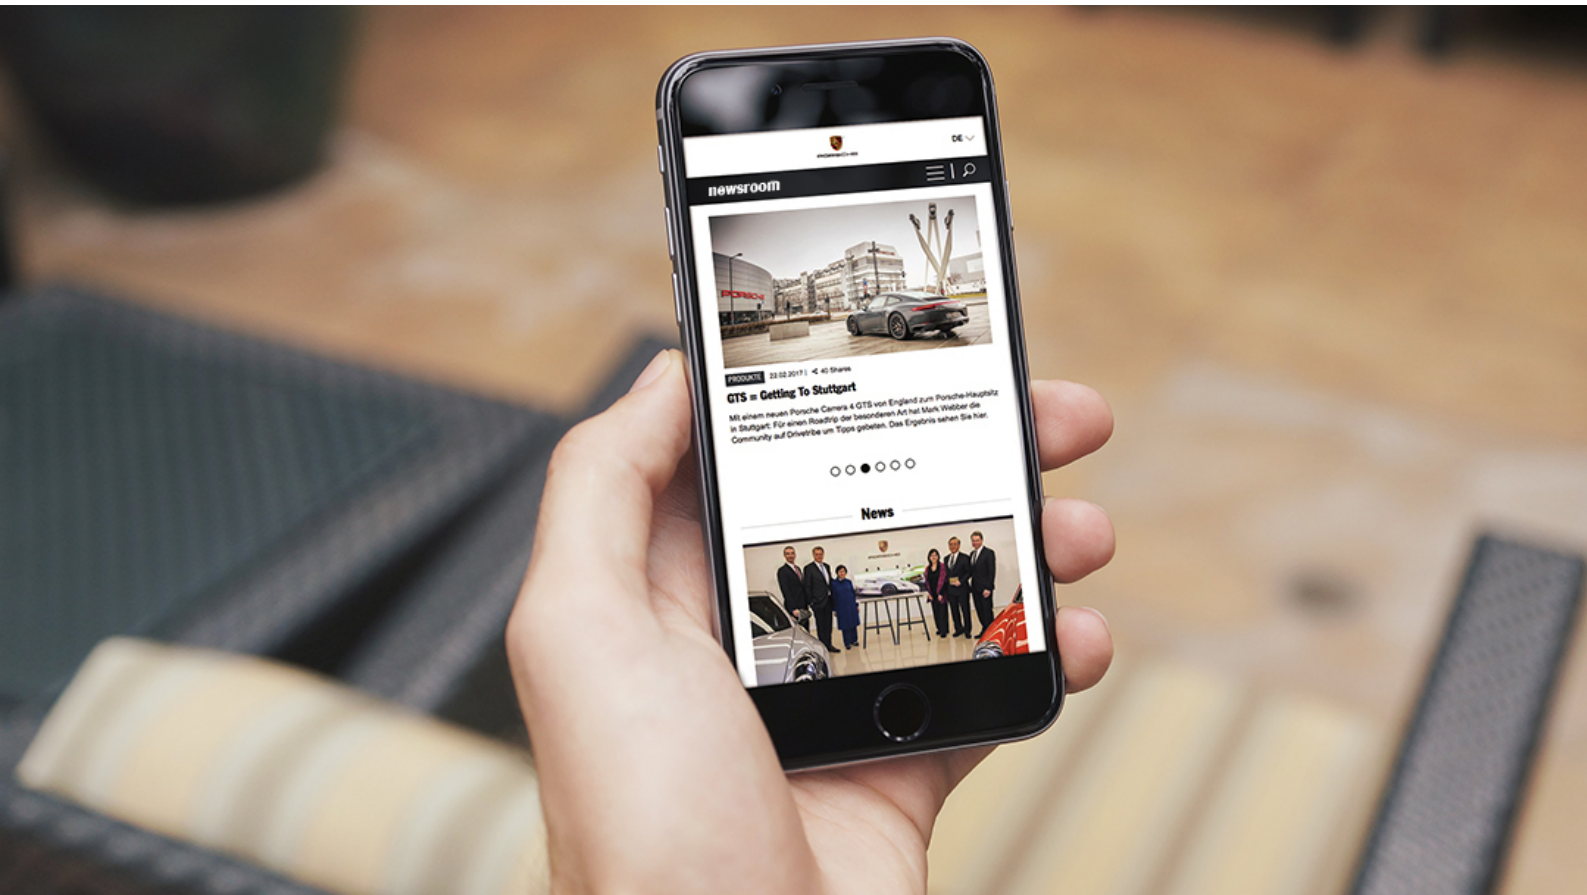 PORSCHE
DE
newsroom
PORSCHE
PRODUKTE 22.02.2017 | 40 Shares
GTS = Getting To Stuttgart
Mit einem neuen Porsche Carrera 4 GTS von England zum Porsche-Hauptsitz
in Stuttgart: Für einen Roadtrip der besonderen Art hat Mark Webber die
Community auf Drivetribe um Tipps gebeten. Das Ergebnis sehen Sie hier.
News
PORSCHE